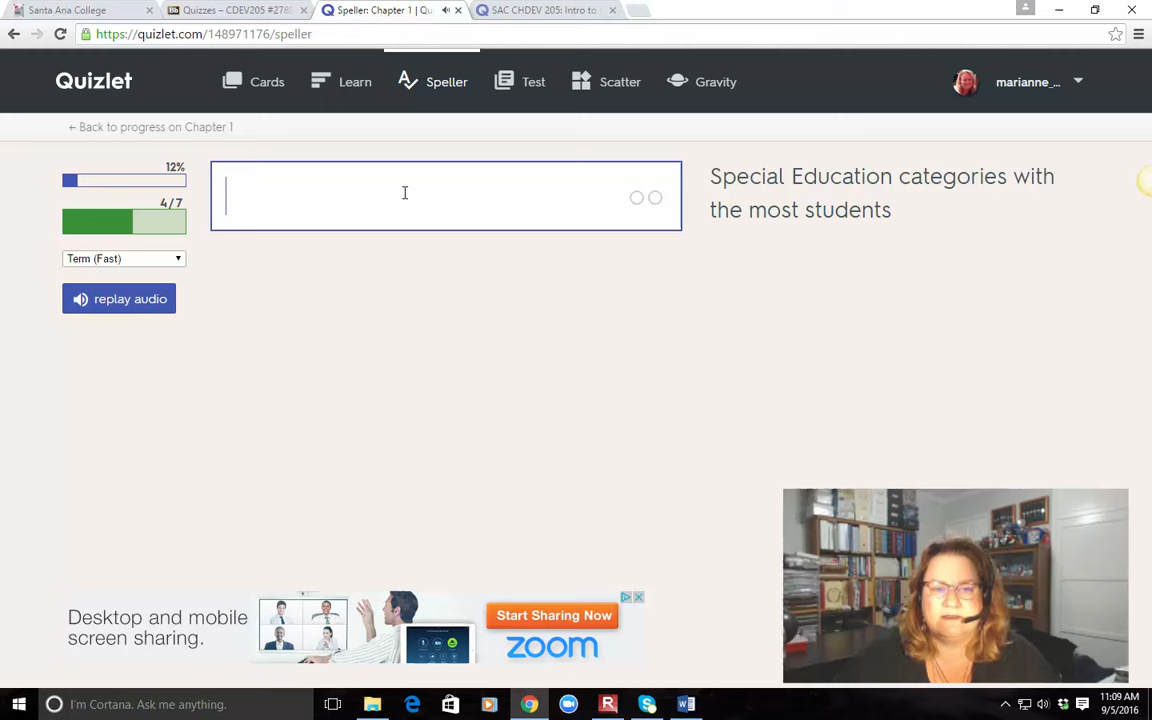 Santa Ana College
Bb Quizzes – CDEV205 #2785
Speller: Chapter 1 | Qu
SAC CHDEV 205: Intro to
https://quizlet.com/148971176/speller
Quizlet
Cards
Learn
Speller
Test
Scatter
Gravity
marianne_...
← Back to progress on Chapter 1
12%
4/7
Term (Fast)
replay audio
Special Education categories with
the most students
Desktop and mobile
screen sharing.
Start Sharing Now
zoom
I'm Cortana. Ask me anything.
11:09 AM
9/5/2016